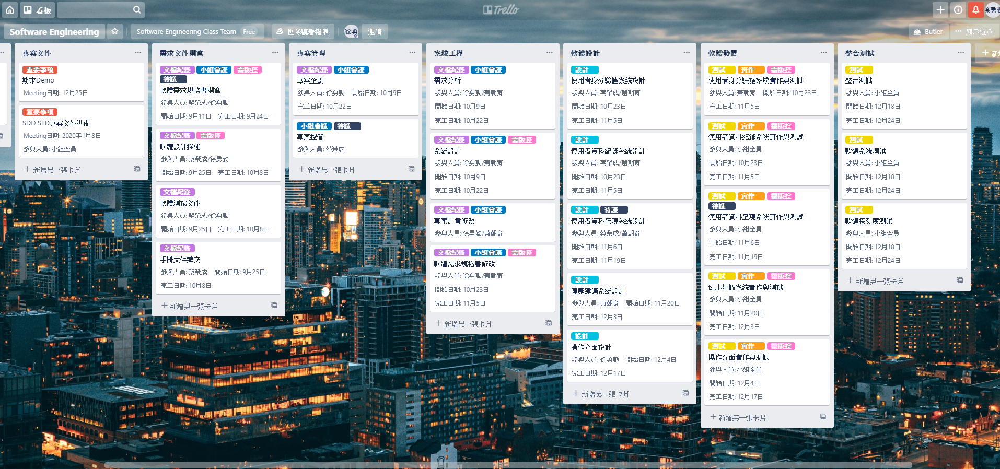 看板
Trello
徐勇勤
Software Engineering
Software Engineering Class Team Free
團隊觀看權限
徐勇
邀請
Butler
顯示選單
專案文件
重要事項
期末Demo
Meeting日期: 12月25日
重要事項
SDD STD專案文件準備
Meeting日期: 2020年1月8日
參與人員: 小組全員
新增另一張卡片
需求文件撰寫
文檔紀錄 小組會議 需版控
待議
軟體需求規格書撰寫
參與人員: 蔡榮成/徐勇勤
開始日期: 9月11日 完工日期: 9月24日
文檔紀錄 需版控
軟體設計描述
參與人員: 蔡榮成/徐勇勤
開始日期: 9月25日 完工日期: 10月8日
文檔紀錄
軟體測試文件
參與人員: 蔡榮成/徐勇勤
開始日期: 9月25日 完工日期: 10月8日
文檔紀錄
手冊文件繳交
參與人員: 蔡榮成 開始日期: 9月25日
完工日期: 10月8日
新增另一張卡片
專案管理
文檔紀錄 小組會議
專案企劃
參與人員: 徐勇勤 開始日期: 10月9日
完工日期: 10月22日
小組會議 待議
專案控管
參與人員: 蔡榮成
新增另一張卡片
系統工程
文檔紀錄 小組會議
需求分析
參與人員: 徐勇勤/蕭朝育
開始日期: 10月9日
完工日期: 10月22日
文檔紀錄 小組會議 需版控
系統設計
參與人員: 徐勇勤/蕭朝育
開始日期: 10月9日
完工日期: 10月22日
文檔紀錄 小組會議
專案計畫修改
參與人員: 徐勇勤/蕭朝育
文檔紀錄 小組會議 需版控
軟體需求規格書修改
參與人員: 徐勇勤/蕭朝育
開始日期: 10月23日
完工日期: 11月5日
新增另一張卡片
軟體設計
設計
使用者身分驗證系統設計
參與人員: 蔡榮成/蕭朝育
開始日期: 10月23日
完工日期: 11月5日
設計
使用者資料紀錄系統設計
參與人員: 蔡榮成/蕭朝育
開始日期: 10月23日
完工日期: 11月5日
設計 待議
使用者資料呈現系統設計
參與人員: 蔡榮成/蕭朝育
開始日期: 11月6日
完工日期: 11月19日
設計
健康建議系統設計
參與人員: 蕭朝育 開始日期: 11月20日
完工日期: 12月3日
設計
操作介面設計
參與人員: 徐勇勤 開始日期: 12月4日
完工日期: 12月17日
新增另一張卡片
軟體發展
測試 實作 需版控
使用者身分驗證系統實作與測試
參與人員: 蕭朝育 開始日期: 10月23日
完工日期: 11月5日
測試 實作 需版控
使用者資料紀錄系統實作與測試
參與人員: 小組全員
開始日期: 10月23日
完工日期: 11月5日
測試 實作 需版控
待議
使用者資料呈現系統實作與測試
參與人員: 小組全員
開始日期: 11月6日
完工日期: 11月19日
測試 實作 需版控
健康建議系統實作與測試
參與人員: 小組全員
開始日期: 11月20日
完工日期: 12月3日
測試 實作 需版控
操作介面實作與測試
參與人員: 小組全員
開始日期: 12月4日
完工日期: 12月17日
新增另一張卡片
整合測試
測試
整合測試
參與人員: 小組全員
開始日期: 12月18日
完工日期: 12月24日
測試
軟體系統測試
參與人員: 小組全員
開始日期: 12月18日
完工日期: 12月24日
測試
軟體接受度測試
參與人員: 小組全員
開始日期: 12月18日
完工日期: 12月24日
新增另一張卡片
新增